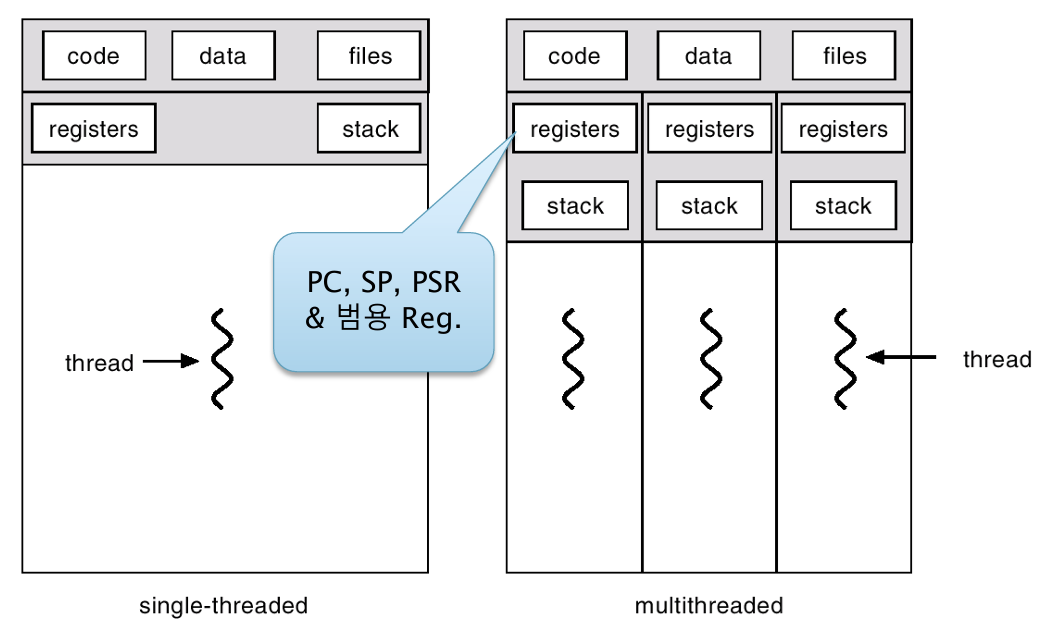 code data files
registers stack
thread
single-threaded
PC, SP, PSR
& 범용 Reg.
code data files
registers registers registers
stack stack stack
thread
multithreaded